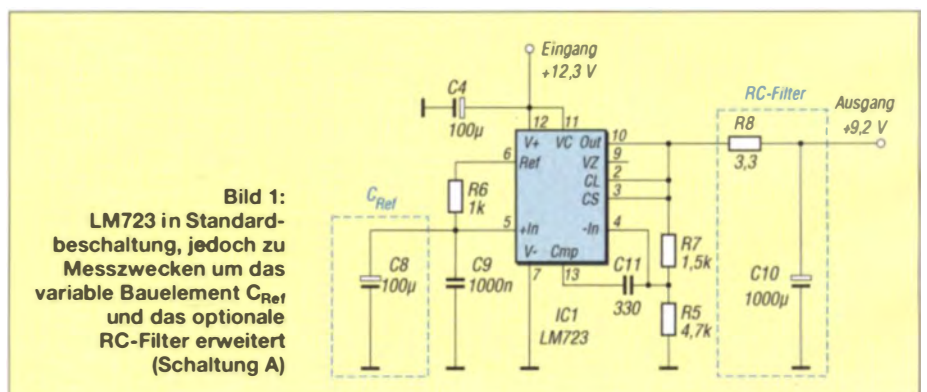 Bild 1:
LM723 in Standard-
beschaltung, jedoch zu
Messzwecken um das
variable Bauelement CRef
und das optionale
RC-Filter erweitert
(Schaltung A)
Eingang
+12,3 V
C4
100µ
12
11
V+
VC
Out
10
6
Ref
VZ
9
CL
2
CS
3
R6
1k
CRef
5
+In
-In
4
V-
Cmp
7
13
C8
100µ
C9
1000n
C11
330
IC1
LM723
R7
1,5k
R5
4,7k
RC-Filter
R8
3,3
C10
1000µ
Ausgang
+9,2 V